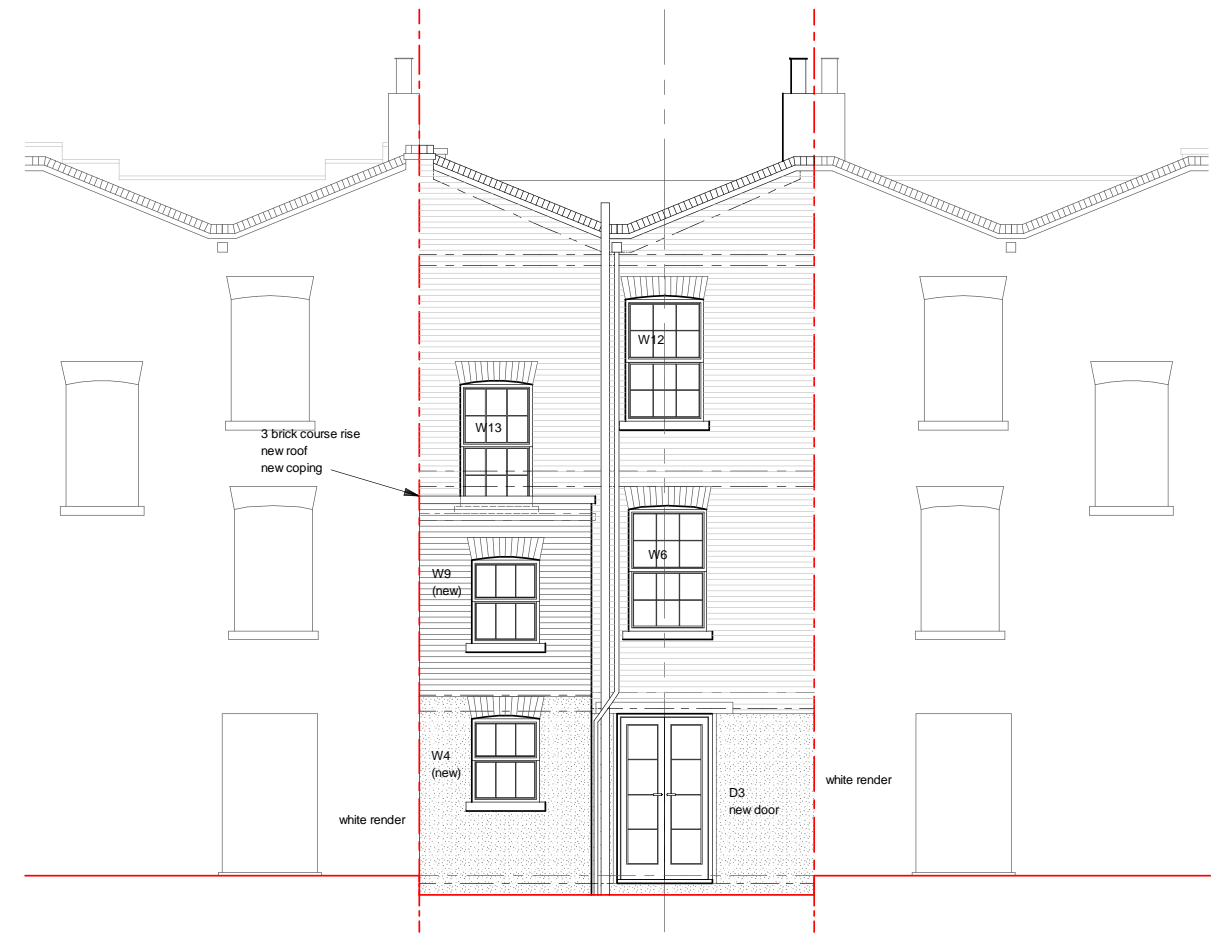 W12
W13
3 brick course rise
new roof
new coping
W6
W9
(new)
W4
(new)
white render
D3
new door
white render